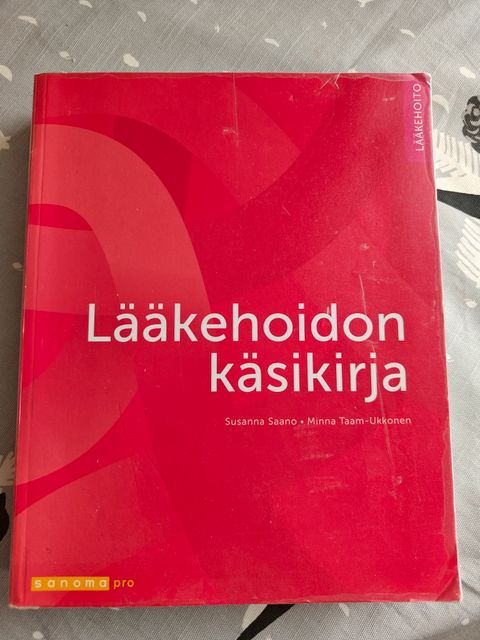 LÄÄKEHOITO
Lääkehoidon
käsikirja
Susanna Saano • Minna Taam-Ukkonen
sanoma pro